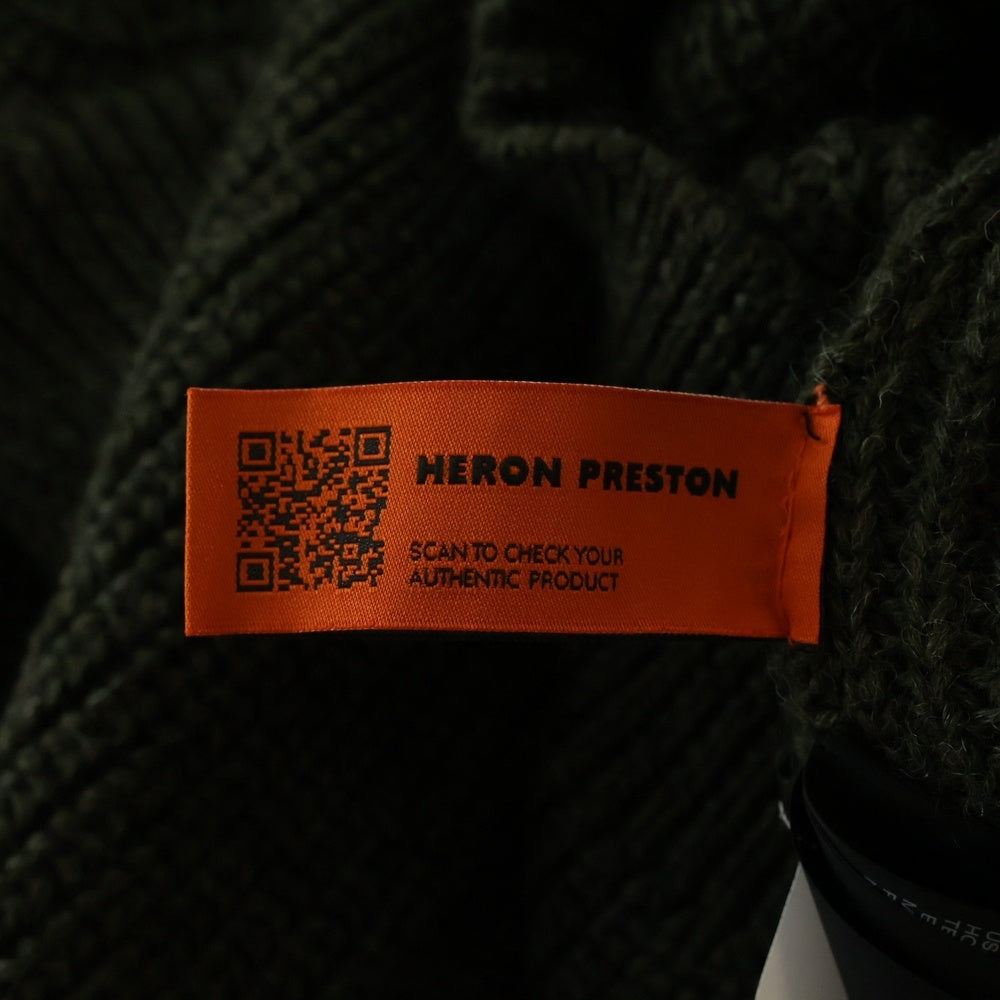 HERON PRESTON
SCAN TO CHECK YOUR
AUTHENTIC PRODUCT